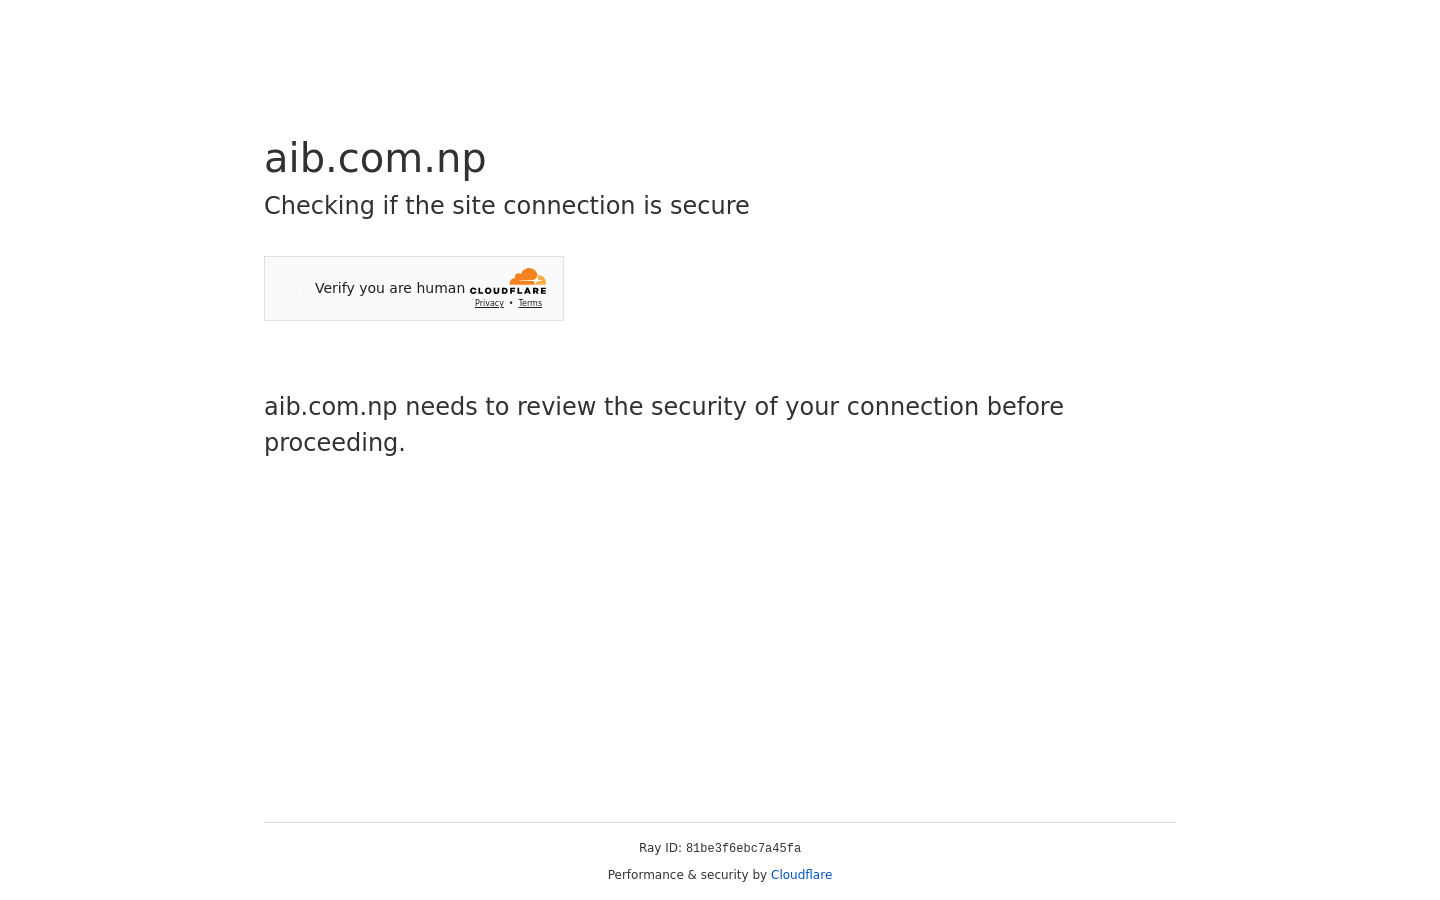 aib.com.np
Checking if the site connection is secure
Verify you are human
CLOUDFLARE
Privacy • Terms
aib.com.np needs to review the security of your connection before
proceeding.
Ray ID: 81be3f6ebc7a45fa
Performance & security by Cloudflare